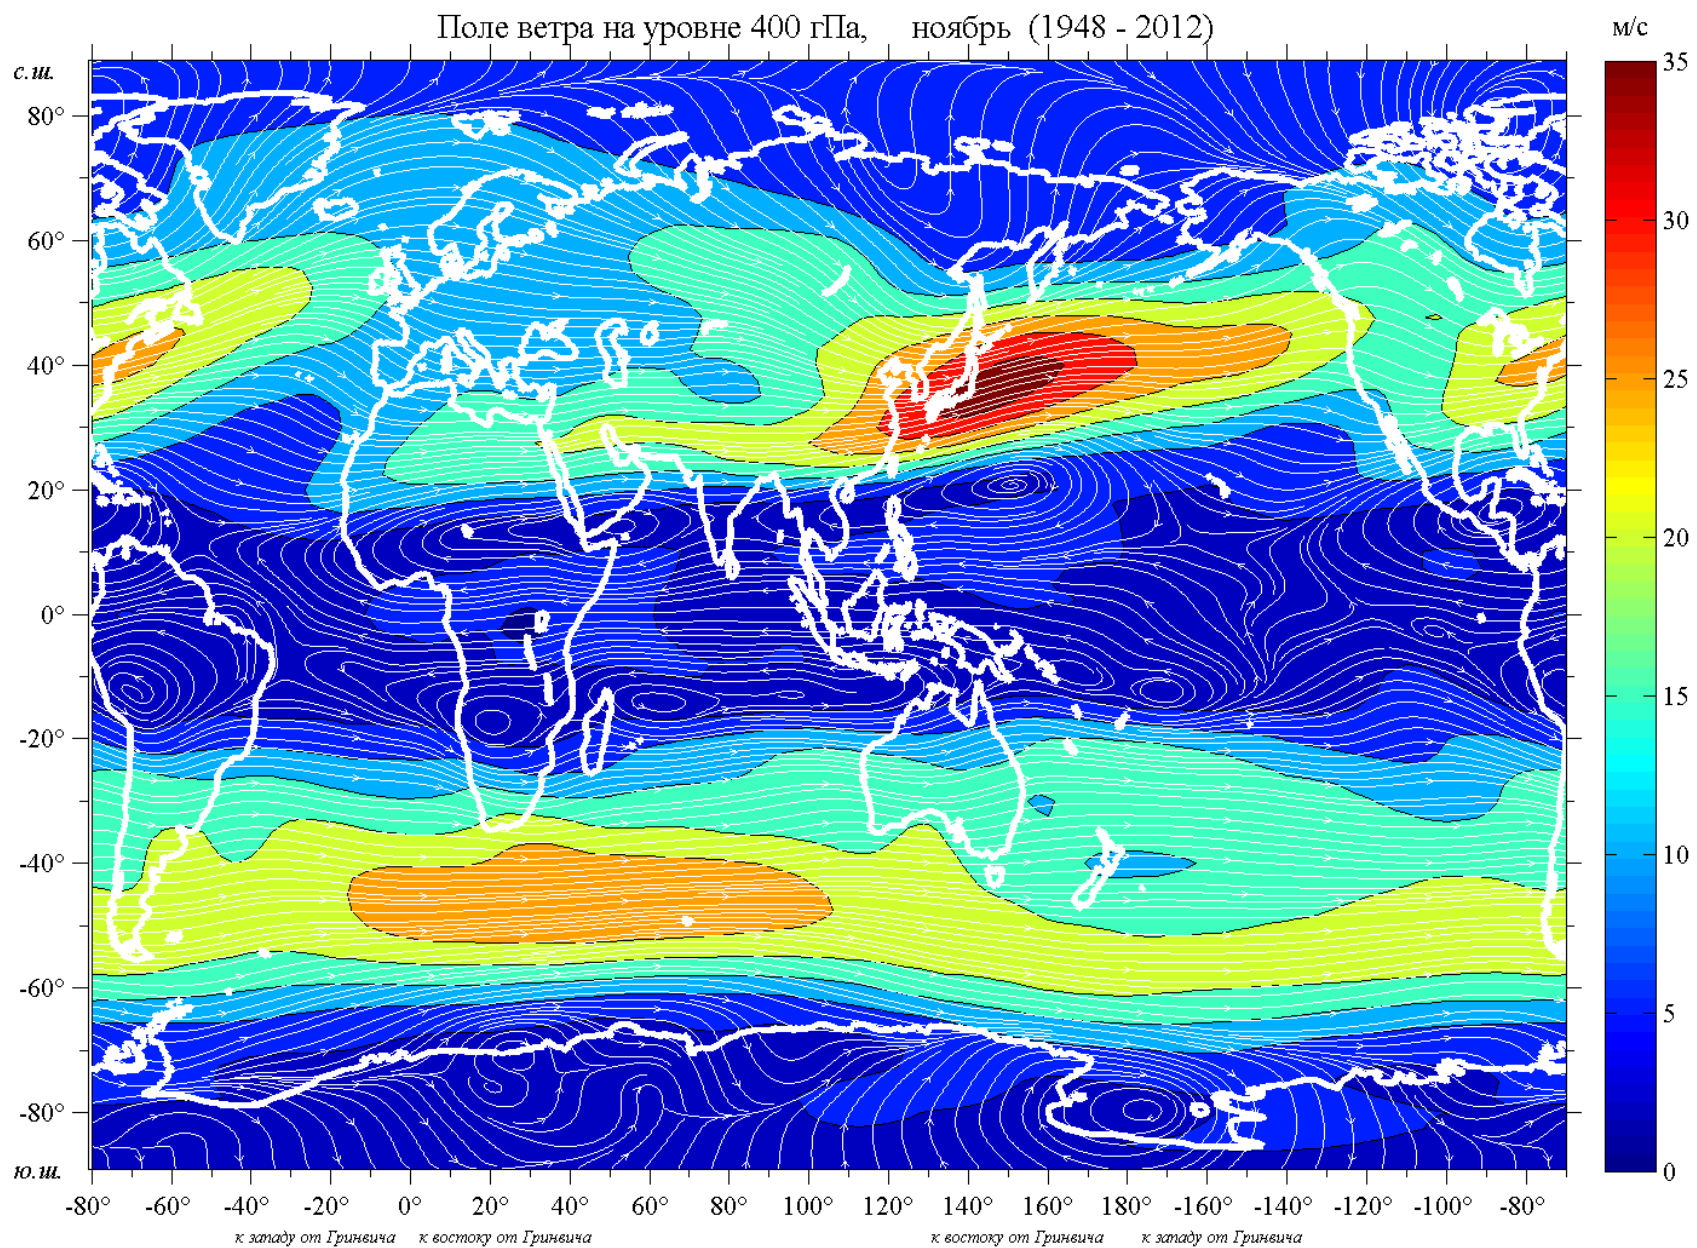 Поле ветра на уровне 400 гПа, ноябрь (1948 - 2012)
м/с
с.ш.
80°
60°
40°
20°
0°
-20°
-40°
-60°
-80°
ю.ш.
35
30
25
20
15
10
5
0
-80° -60° -40° -20° 0° 20° 40° 60° 80° 100° 120° 140° 160° 180° -160° -140° -120° -100° -80°
к западу от Гринвича к востоку от Гринвича к востоку от Гринвича к западу от Гринвича